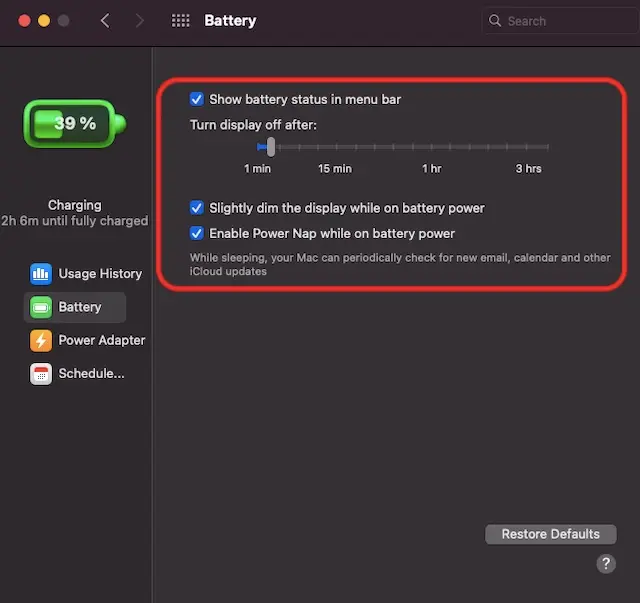 Battery
Search
39 %
Charging
2h 6m until fully charged
Usage History
Battery
Power Adapter
Schedule...
Show battery status in menu bar
Turn display off after:
1 min 15 min 1 hr 3 hrs
Slightly dim the display while on battery power
Enable Power Nap while on battery power
While sleeping, your Mac can periodically check for new email, calendar and other
iCloud updates
Restore Defaults
?